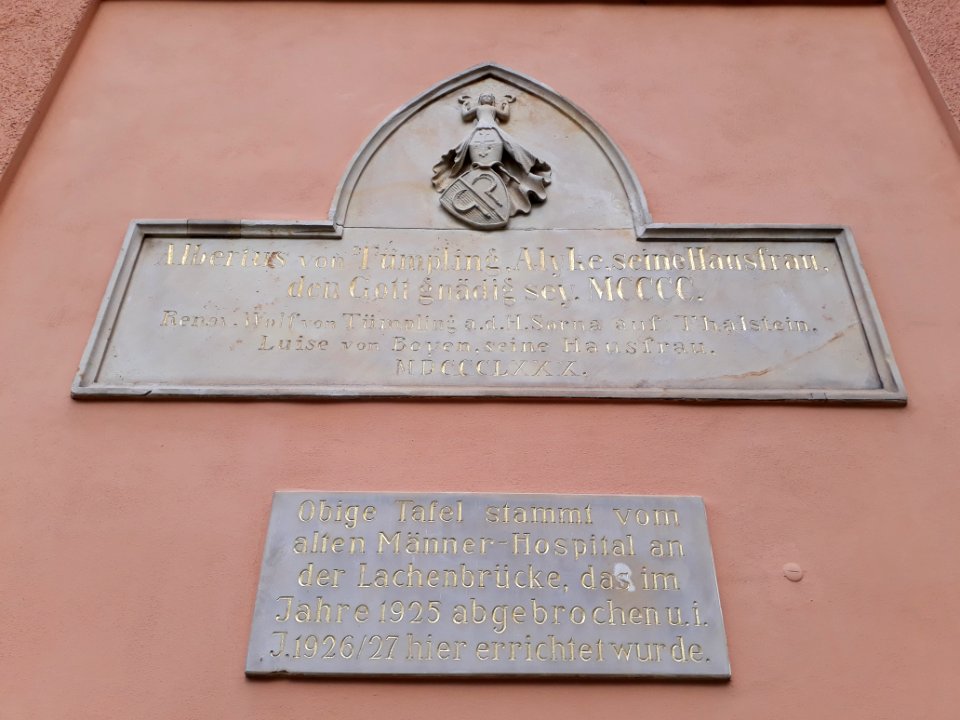 Albertus von Tümpling. Alyke. seine Hausfrau,
den Gott gnädig sey. MCCCC.
Renov. Wolf von Tümpling a.d.H. Sorna auf Thalstein.
Luise von Boyen. seine Hausfrau.
MDCCCLXXX.
Obige Tafel stammt vom
alten Männer-Hospital an
der Lachenbrücke, das im
Jahre 1925 abgebrochen u. i.
J. 1926/27 hier errichtet wurde.